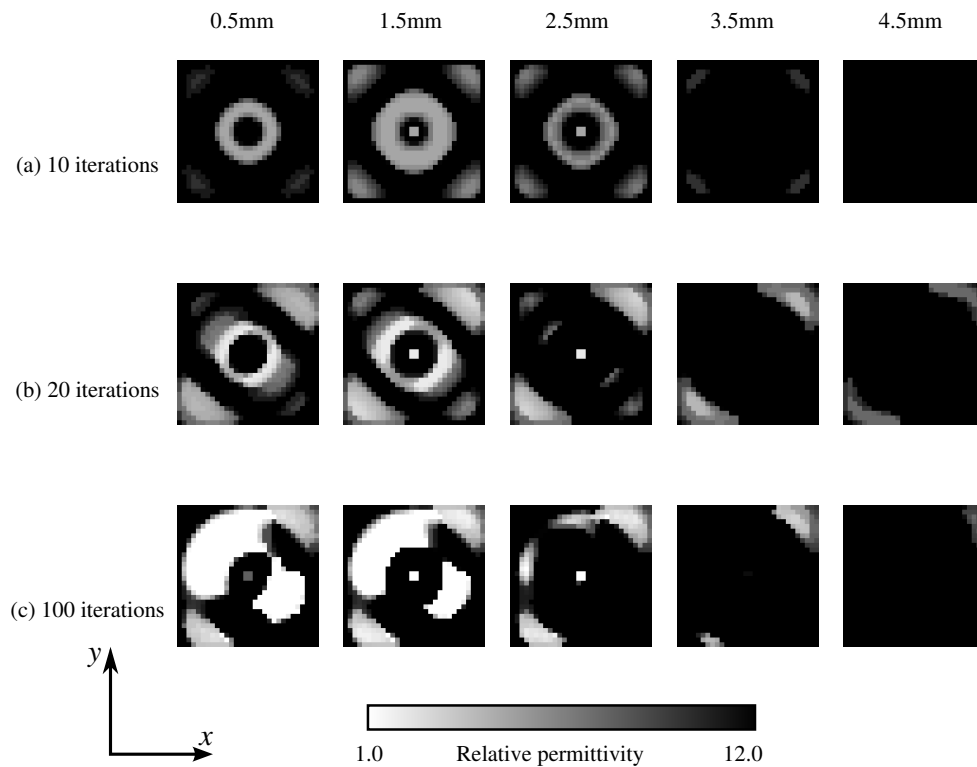 0.5mm 1.5mm 2.5mm 3.5mm 4.5mm
(a) 10 iterations
(b) 20 iterations
(c) 100 iterations
y
x
1.0 Relative permittivity 12.0